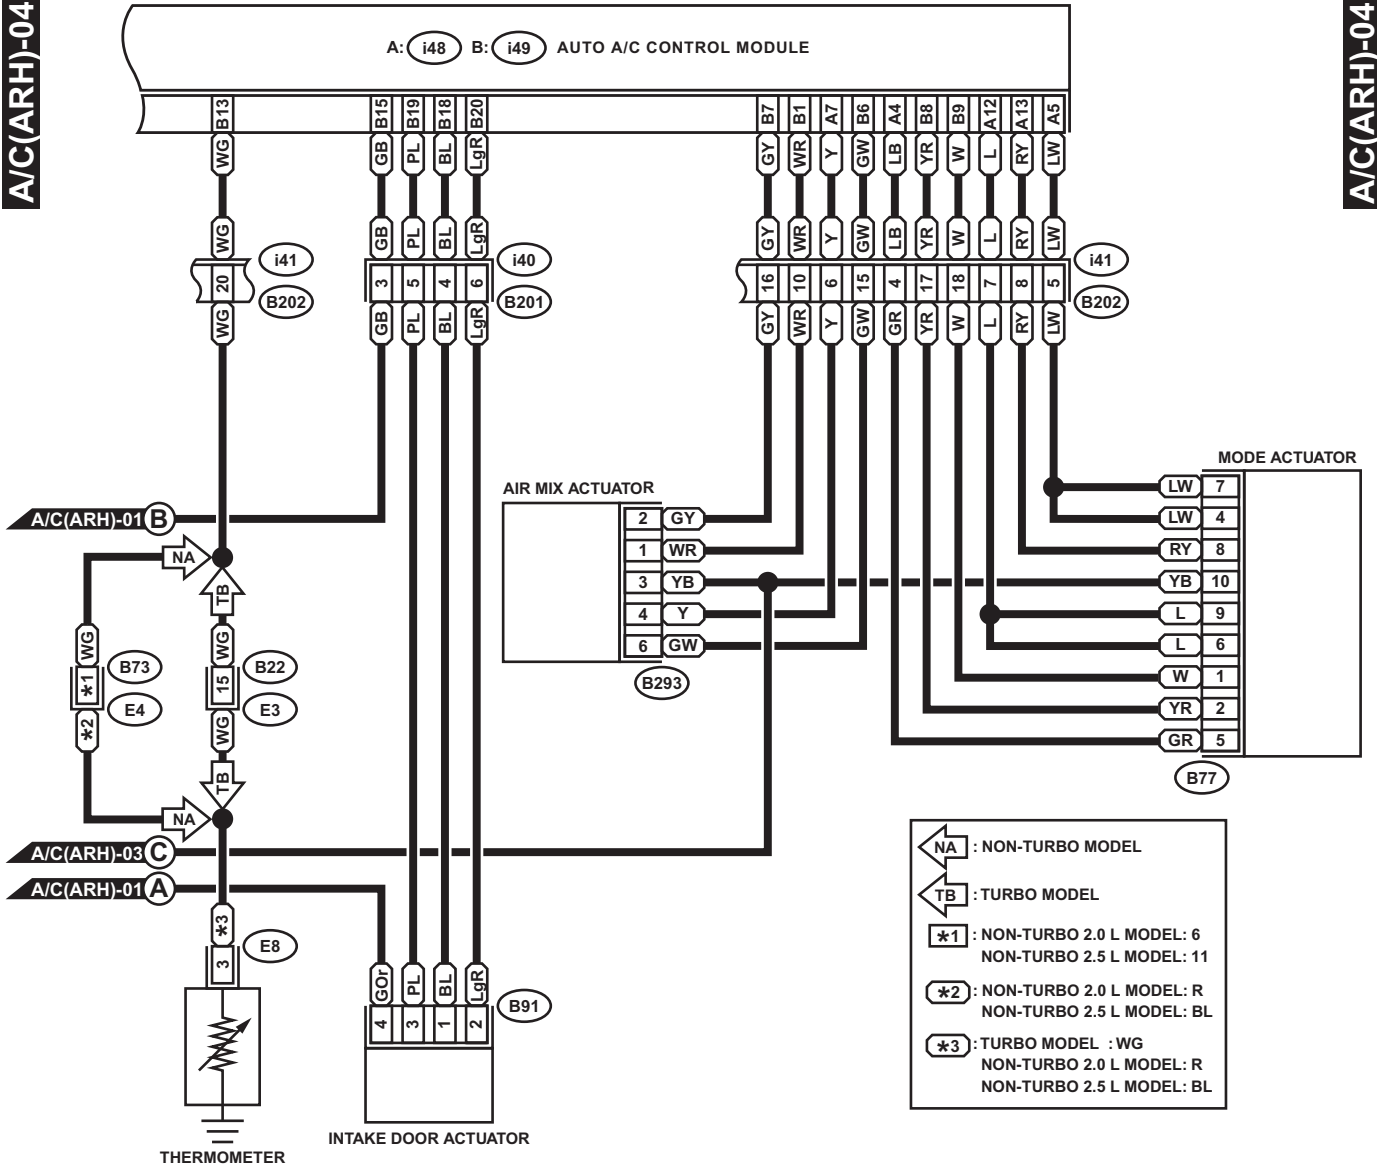 A/C(ARH)-04
A/C(ARH)-04
A: i48 B: i49 AUTO A/C CONTROL MODULE
B13 B15 B19 B18 B20 B7 B1 A7 B6 A4 B8 B9 A12 A13 A5
WG GB PL BL LgR GY WR Y GW LB YR W L RY LW
WG GB PL BL LgR GY WR Y GW LB YR W L RY LW
i41 i40 i41
20 3 5 4 6 16 10 6 15 4 17 18 7 8 5
B202 B201 B202
WG GB PL BL LgR GY WR Y GW GR YR W L RY LW
MODE ACTUATOR
LW 7
LW 4
RY 8
YB 10
L 9
L 6
W 1
YR 2
GR 5
B77
AIR MIX ACTUATOR
2 GY
1 WR
3 YB
4 Y
6 GW
B293
A/C(ARH)-01 B
NA
TB
WG WG
B73 B22
*1 15
E4 E3
*2 WG
TB
NA
A/C(ARH)-03 C
A/C(ARH)-01 A
*3
E8
3
GOr PL BL LgR
B91
4 3 1 2
INTAKE DOOR ACTUATOR
THERMOMETER
NA : NON-TURBO MODEL
TB : TURBO MODEL
*1 : NON-TURBO 2.0 L MODEL: 6
NON-TURBO 2.5 L MODEL: 11
*2 : NON-TURBO 2.0 L MODEL: R
NON-TURBO 2.5 L MODEL: BL
*3 : TURBO MODEL : WG
NON-TURBO 2.0 L MODEL: R
NON-TURBO 2.5 L MODEL: BL